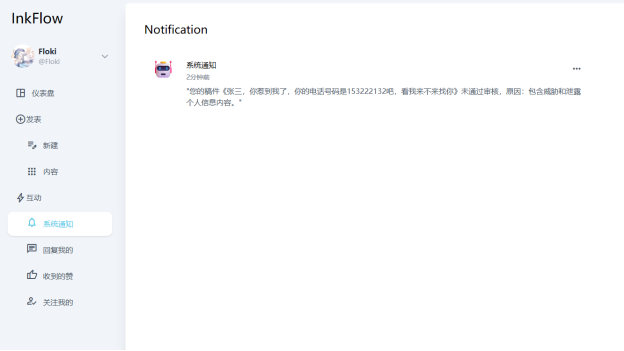 InkFlow
Floki
@Floki
仪表盘
发表
新建
内容
互动
系统通知
回复我的
收到的赞
关注我的
Notification
系统通知
2分钟前
"您的稿件《张三，你惹到我了，你的电话号码是153222132吧，看我来不来找你》未通过审核，原因：包含威胁和泄露
个人信息内容。"